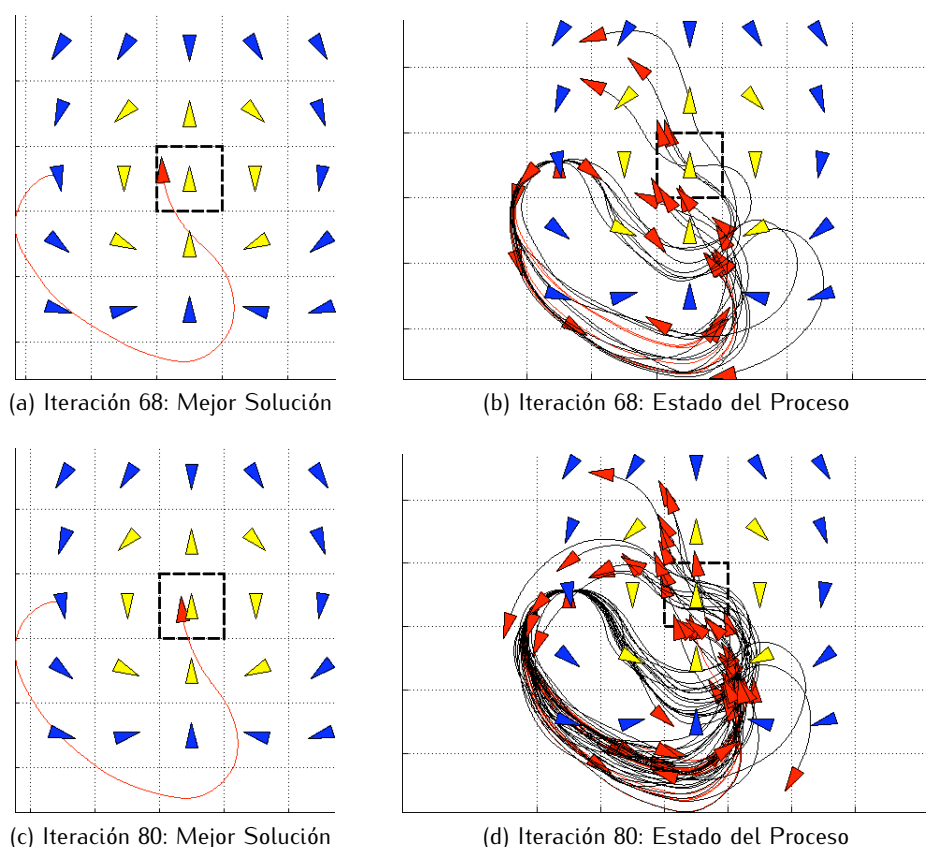 (a) Iteración 68: Mejor Solución
(b) Iteración 68: Estado del Proceso
(c) Iteración 80: Mejor Solución
(d) Iteración 80: Estado del Proceso